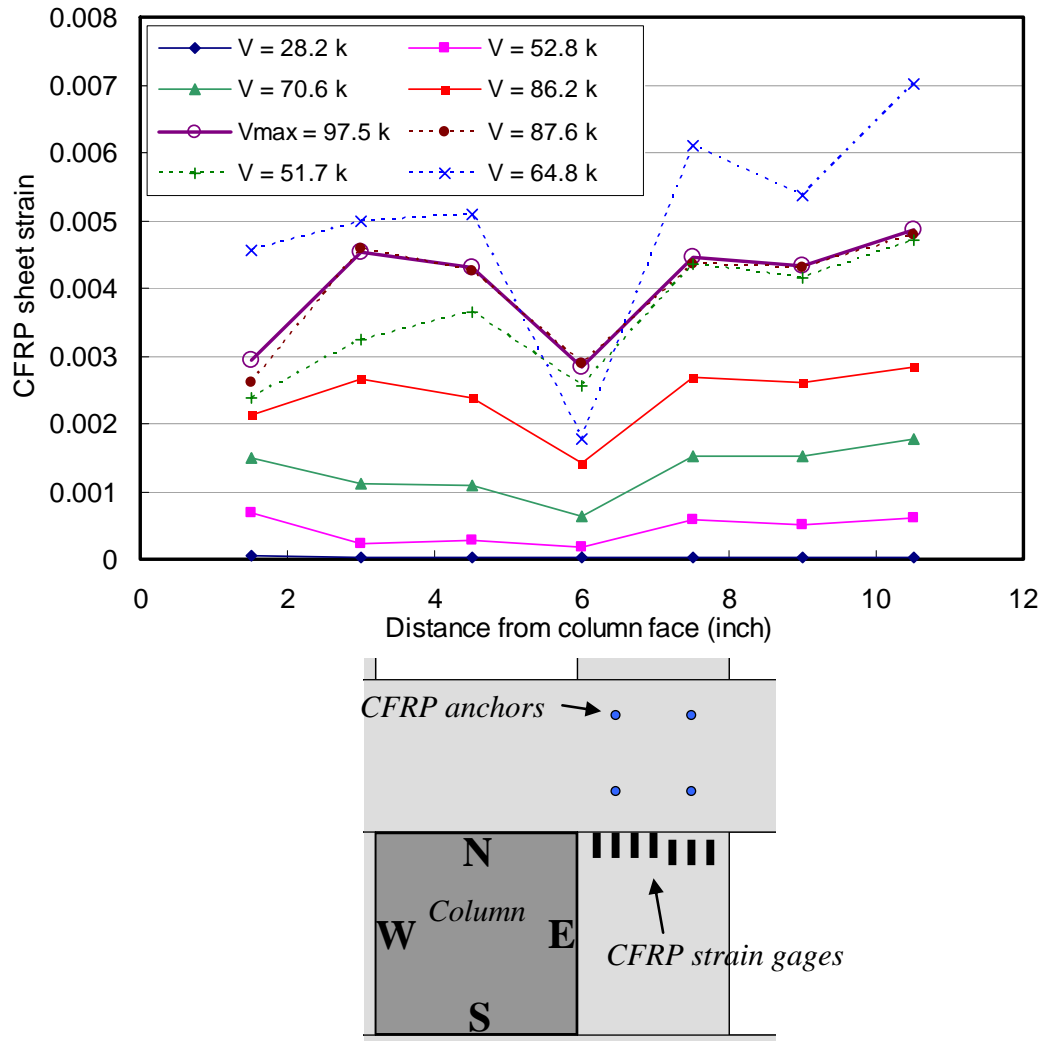 0.008
0.007
0.006
0.005
0.004
0.003
0.002
0.001
0
CFRP sheet strain
V = 28.2 k
V = 52.8 k
V = 70.6 k
V = 86.2 k
Vmax = 97.5 k
V = 87.6 k
V = 51.7 k
V = 64.8 k
0 2 4 6 8 10 12
Distance from column face (inch)
CFRP anchors
N
Column
W
E
CFRP strain gages
S